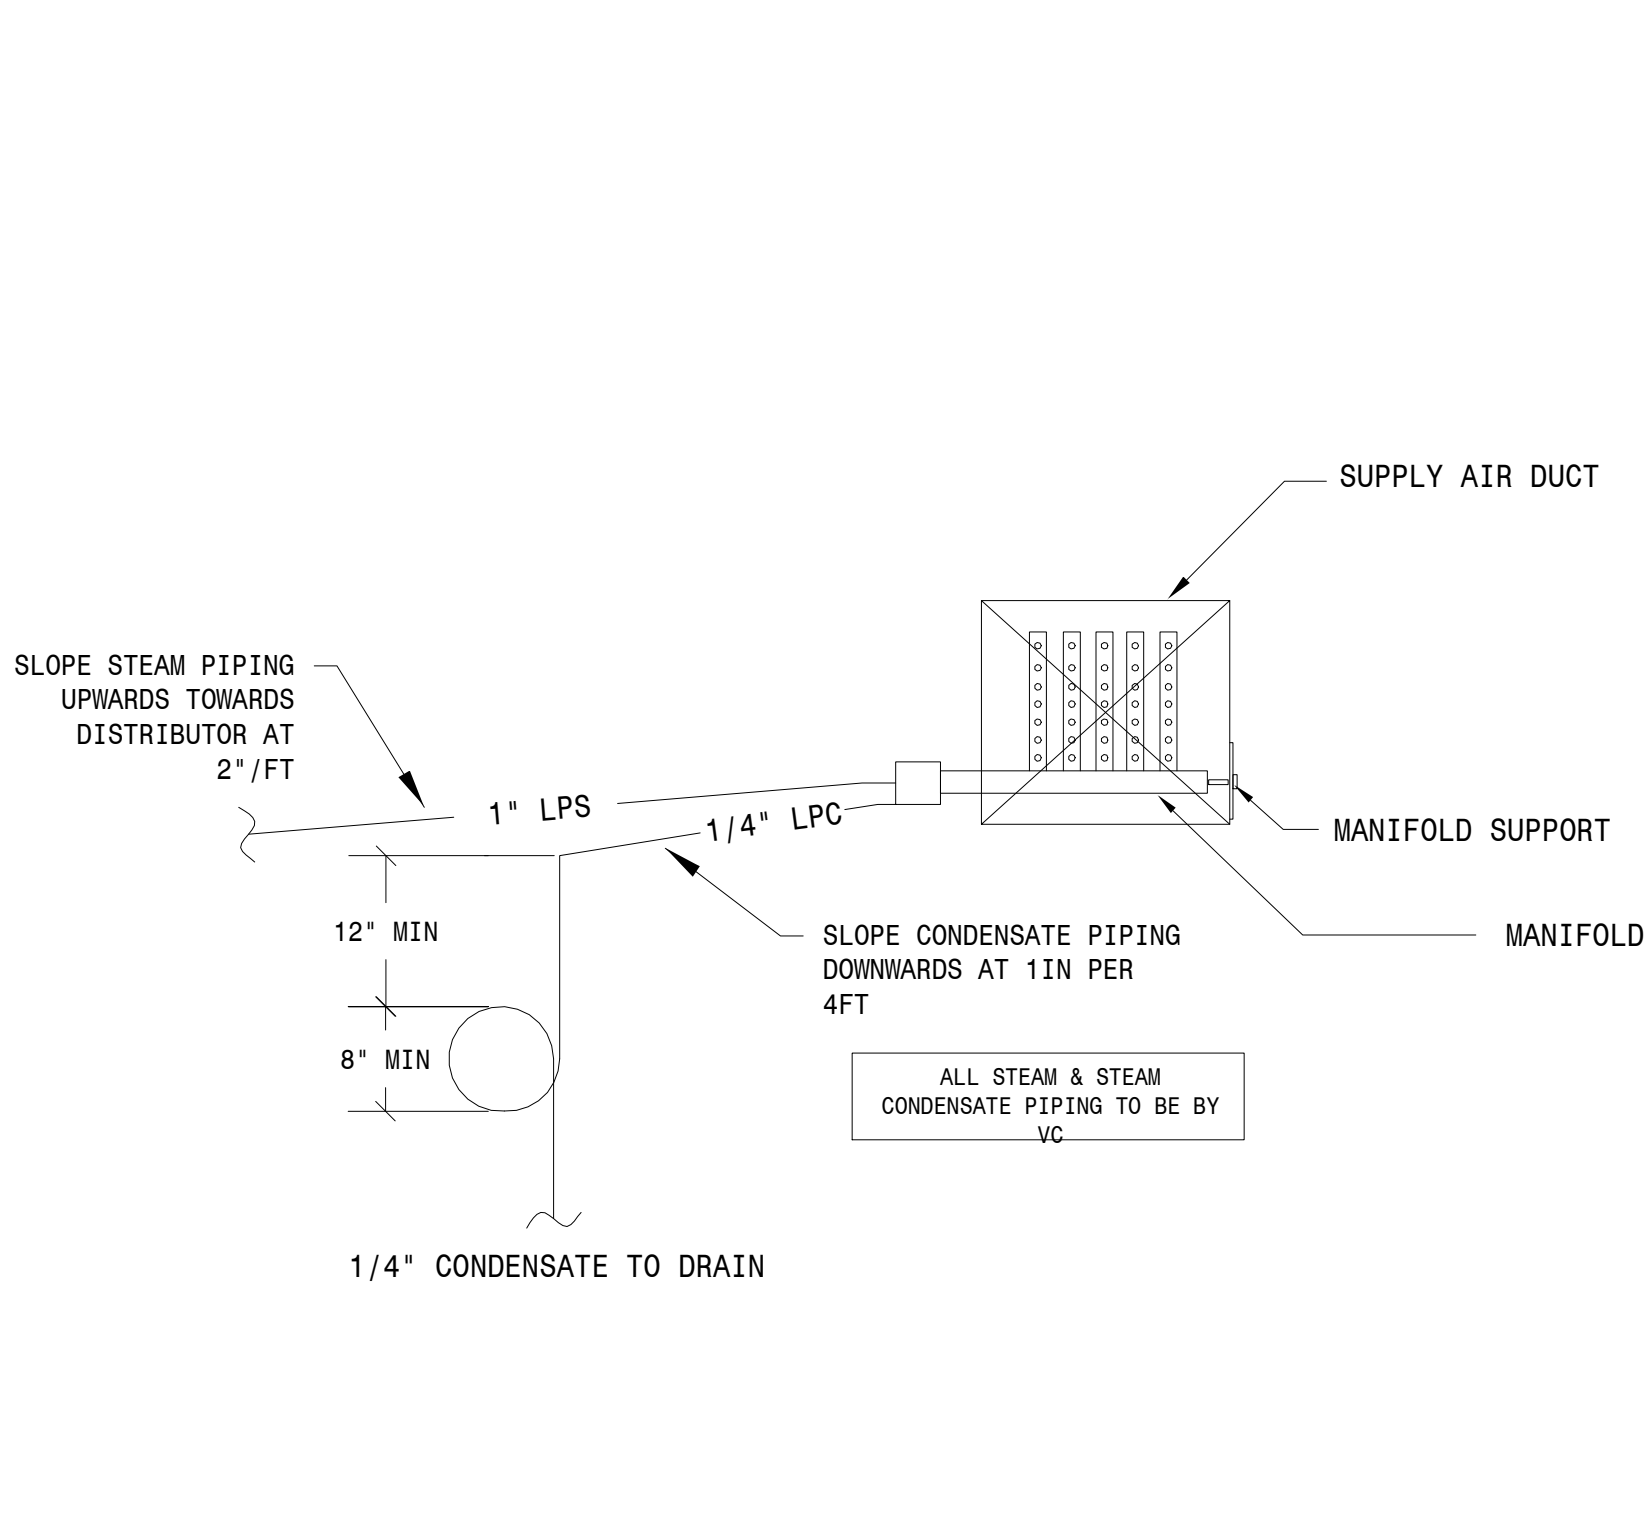 SUPPLY AIR DUCT
SLOPE STEAM PIPING
UPWARDS TOWARDS
DISTRIBUTOR AT
2"/FT
1" LPS
1/4" LPC
MANIFOLD SUPPORT
12" MIN
SLOPE CONDENSATE PIPING
DOWNWARDS AT 1IN PER
4FT
MANIFOLD
8" MIN
ALL STEAM & STEAM
CONDENSATE PIPING TO BE BY
VC
1/4" CONDENSATE TO DRAIN